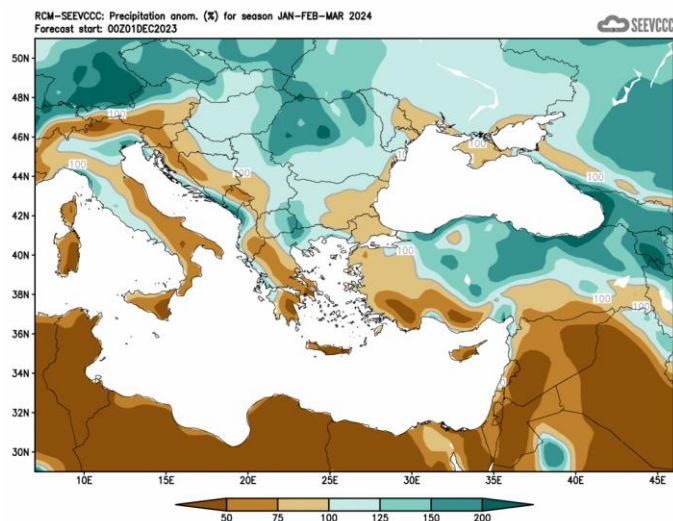 RCM-SEEVCCC: Precipitation anom. (%) for season JAN-FEB-MAR 2024
Forecast start: 00Z01DEC2023
SEEVCCC
50N
48N
46N
44N
42N
40N
38N
36N
34N
32N
30N
100
100
100
100
100
100
100
100
10E
15E
20E
25E
30E
35E
40E
45E
50
75
100
125
150
200